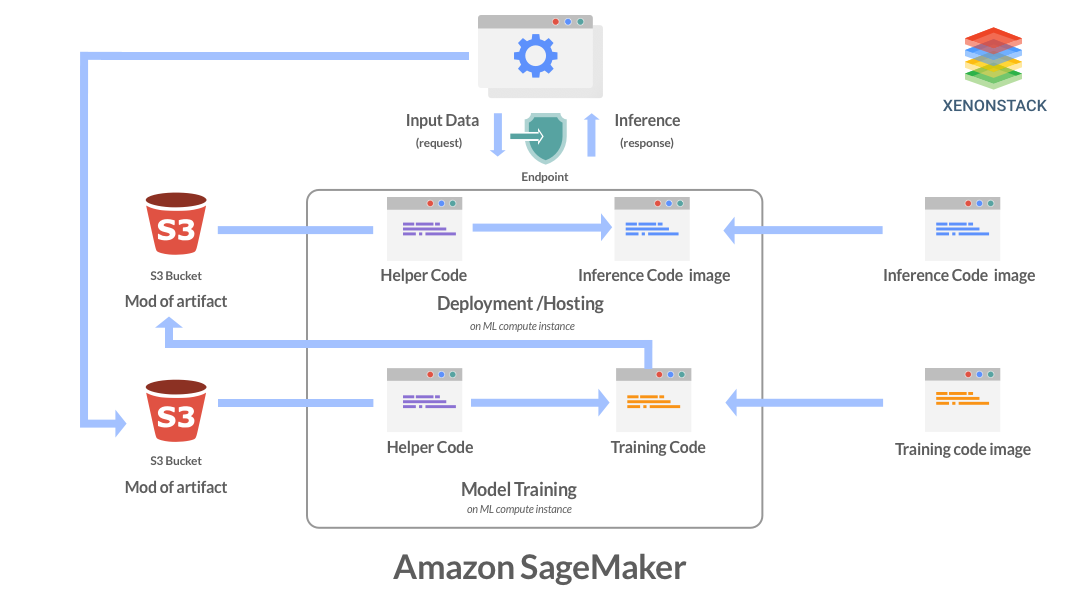 XENONSTACK
Input Data
(request)
Inference
(response)
Endpoint
S3
S3 Bucket
Mod of artifact
Helper Code
Inference Code image
Inference Code image
Deployment /Hosting
on ML compute instance
S3
S3 Bucket
Mod of artifact
Helper Code
Training Code
Training code image
Model Training
on ML compute instance
Amazon SageMaker